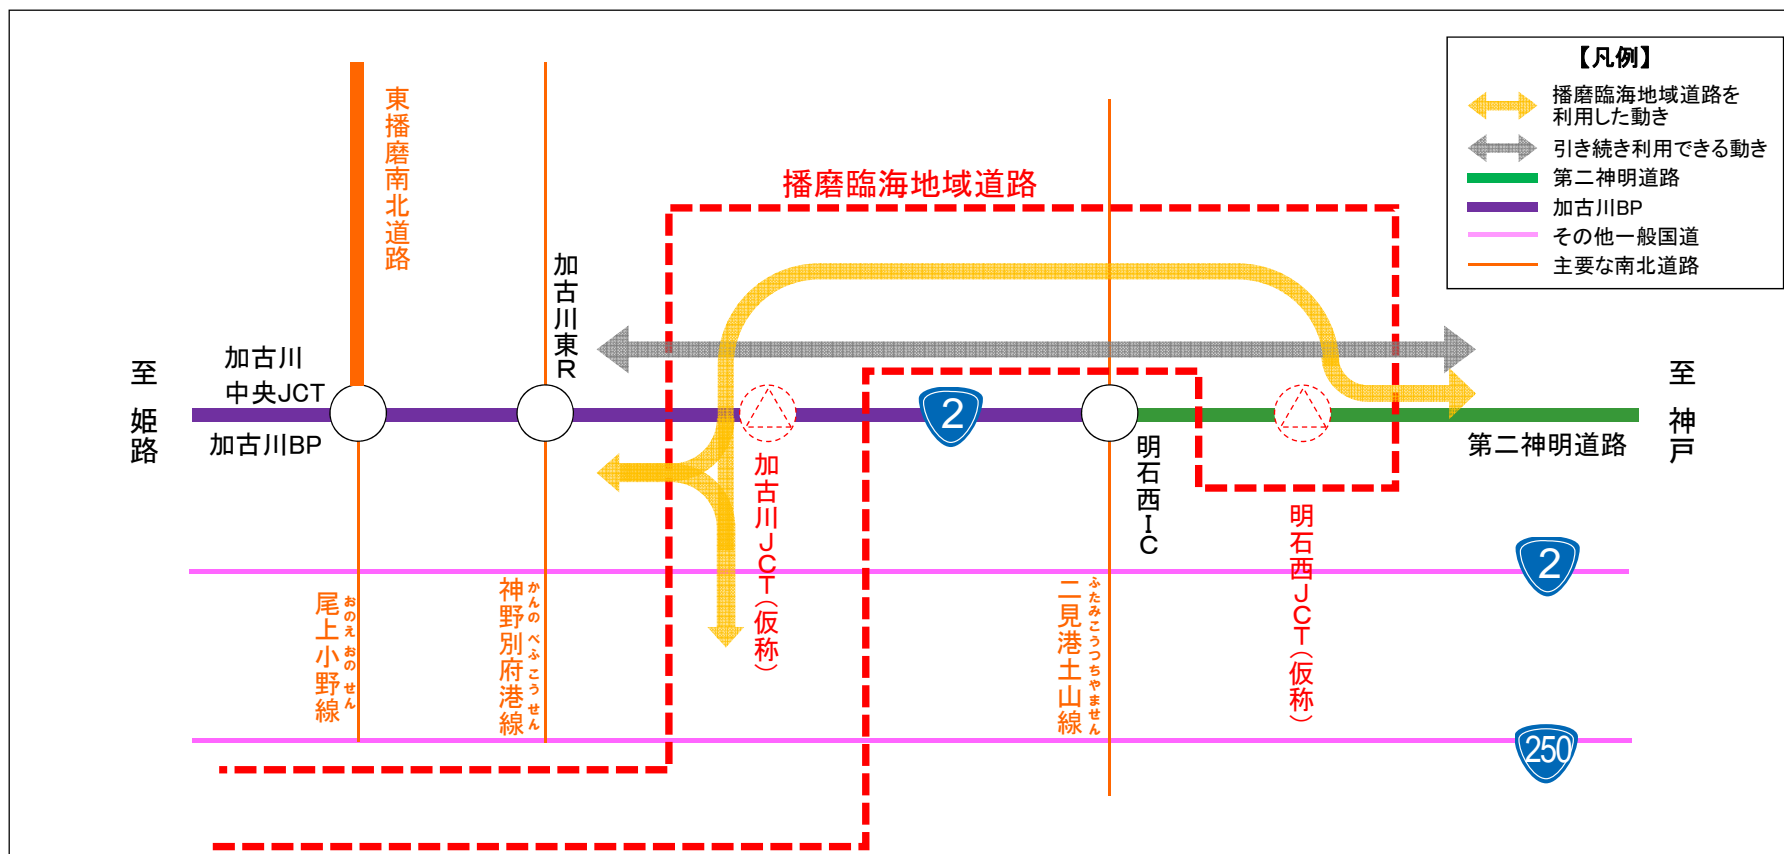 【凡例】
播磨臨海地域道路を
利用した動き
引き続き利用できる動き
第二神明道路
加古川BP
その他一般国道
主要な南北道路
東播磨南北道路
播磨臨海地域道路
加古川東R
至 姫路
加古川
中央JCT
加古川BP
2
至 神戸
第二神明道路
加古川JCT(仮称)
明石西IC
明石西JCT(仮称)
2
尾上小野線
おのえ おの せん
神野別府港線
かんの べふ こう せん
二見港土山線
ふたみこうつちやません
250